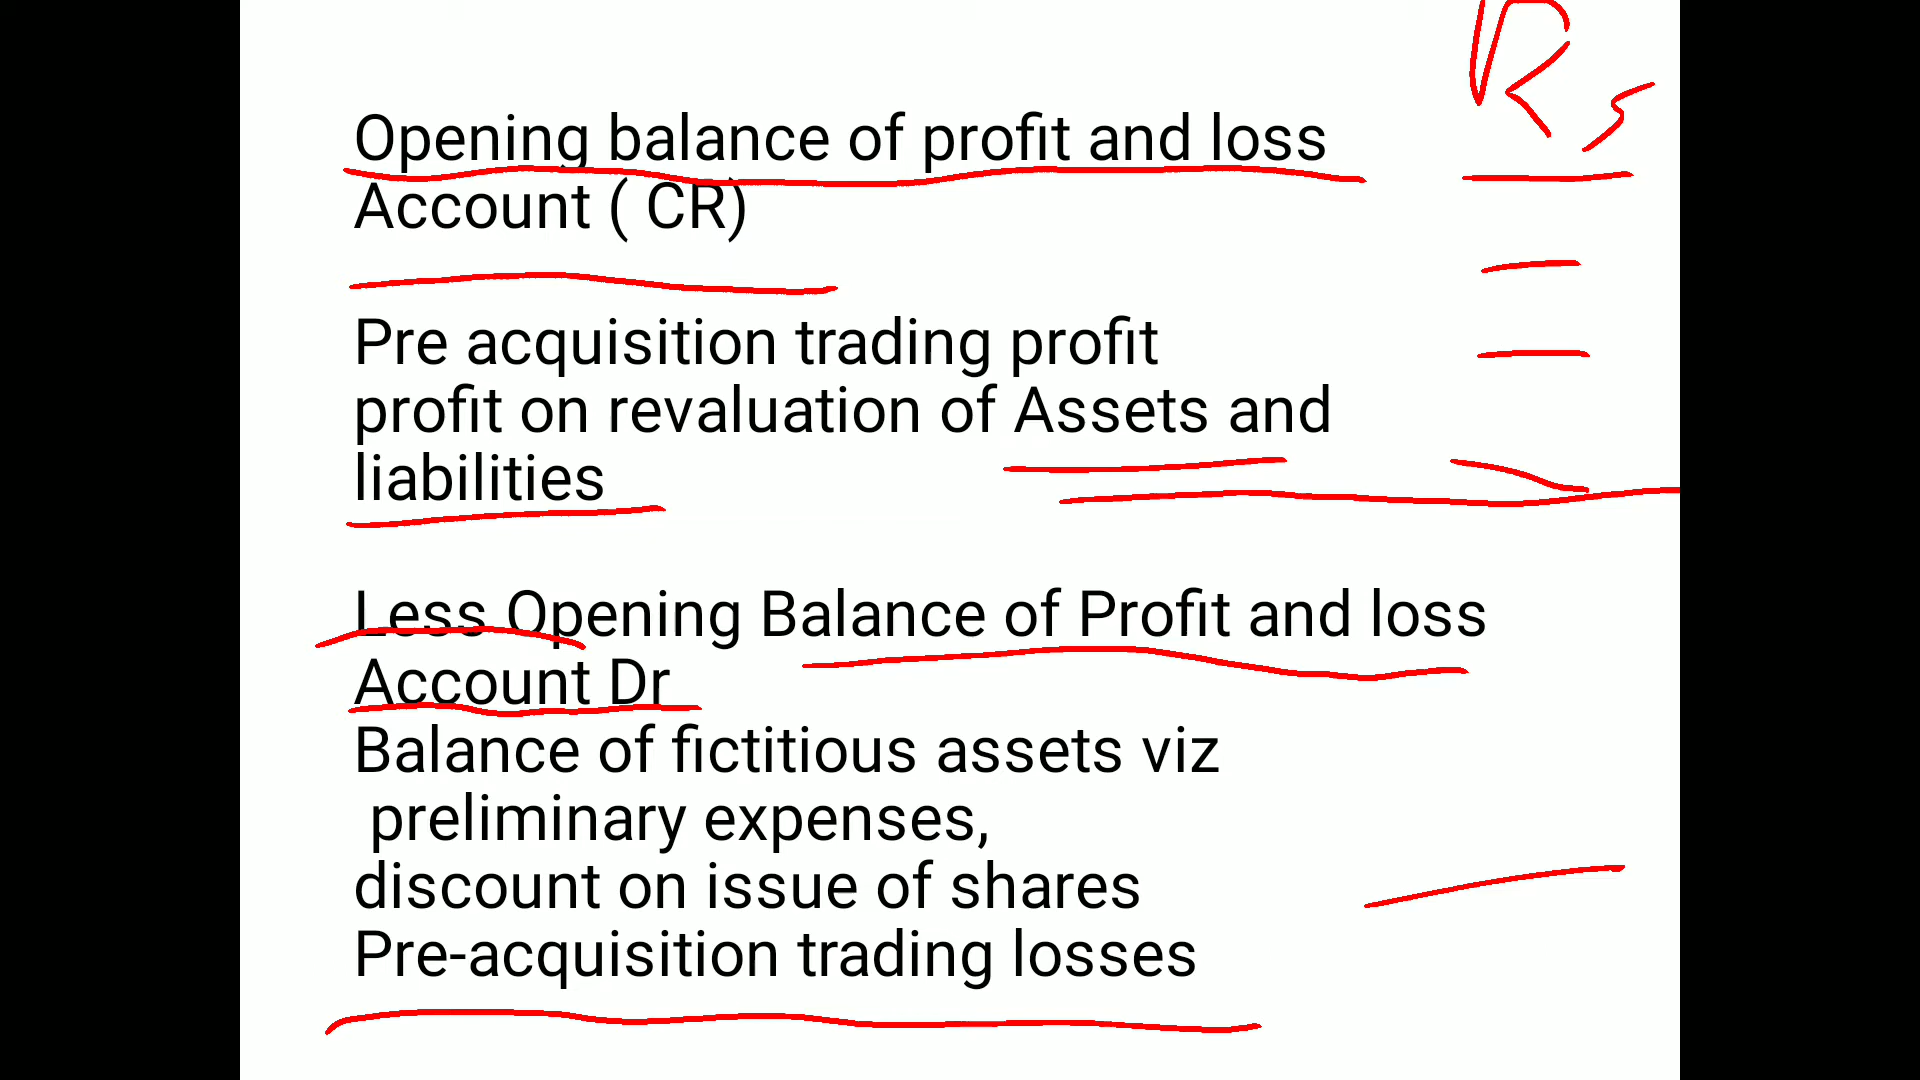 Rs
Opening balance of profit and loss
Account ( CR)
Pre acquisition trading profit
profit on revaluation of Assets and
liabilities
Less Opening Balance of Profit and loss
Account Dr
Balance of fictitious assets viz
preliminary expenses,
discount on issue of shares
Pre-acquisition trading losses